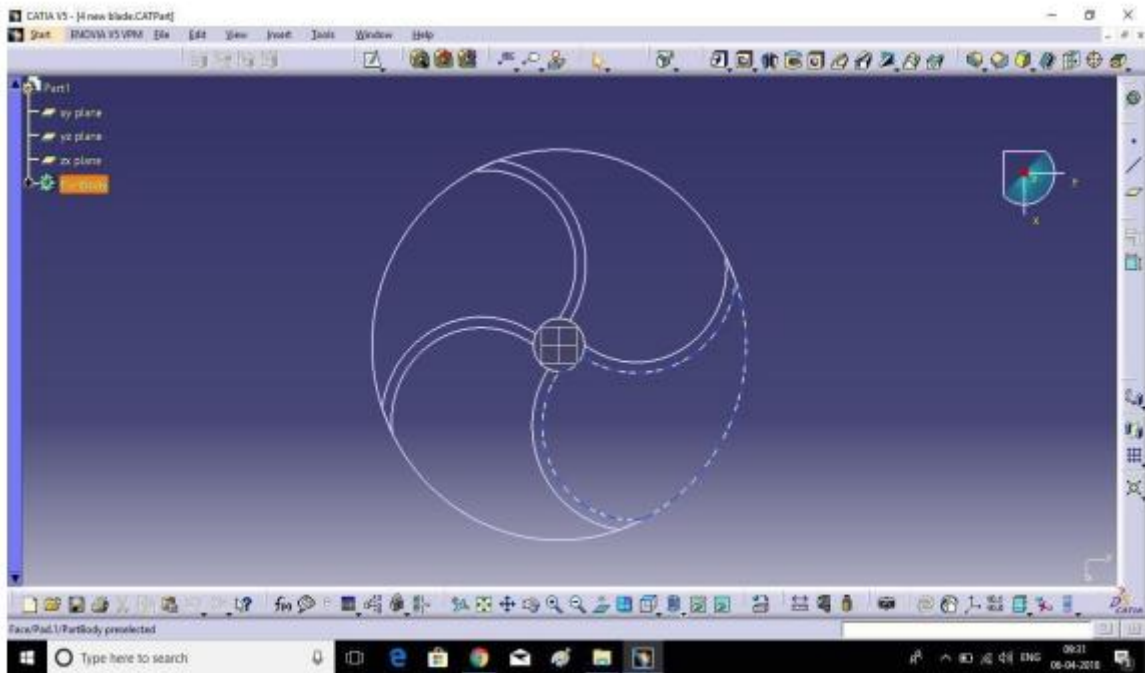 CATIA V5 - [4 new blade.CATPart]
Start ENOVIA V5 VPM File Edit View Insert Tools Window Help
Part1
xy plane
yz plane
zx plane
PartBody
x
Face/Pad.1/PartBody preselected
CATIA
Type here to search
ENG
09:31
06-04-2018